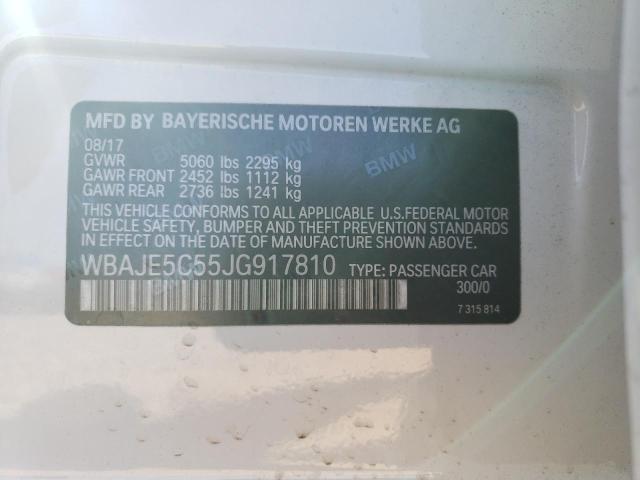 MFD BY BAYERISCHE MOTOREN WERKE AG
08/17
GVWR 5060 lbs 2295 kg
GAWR FRONT 2452 lbs 1112 kg
GAWR REAR 2736 lbs 1241 kg
THIS VEHICLE CONFORMS TO ALL APPLICABLE U.S.FEDERAL MOTOR
VEHICLE SAFETY, BUMPER AND THEFT PREVENTION STANDARDS
IN EFFECT ON THE DATE OF MANUFACTURE SHOWN ABOVE.
WBAJE5C55JG917810 TYPE: PASSENGER CAR
300/0
7 315 814
BMW
BMW